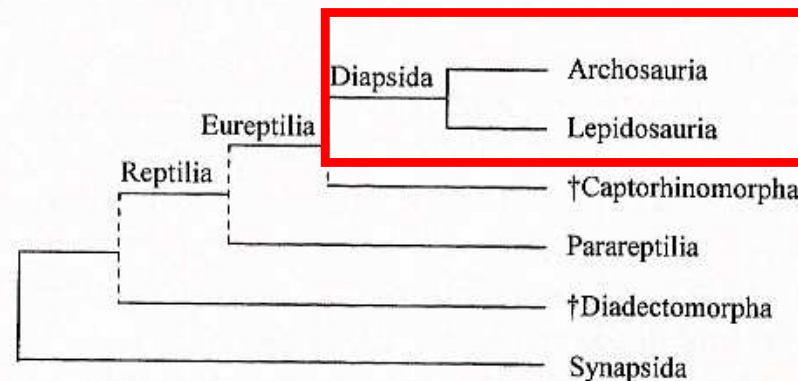 Archosauria
Diapsida
Lepidosauria
Eureptilia
Reptilia
†Captorhinomorpha
Parareptilia
†Diadectomorpha
Synapsida